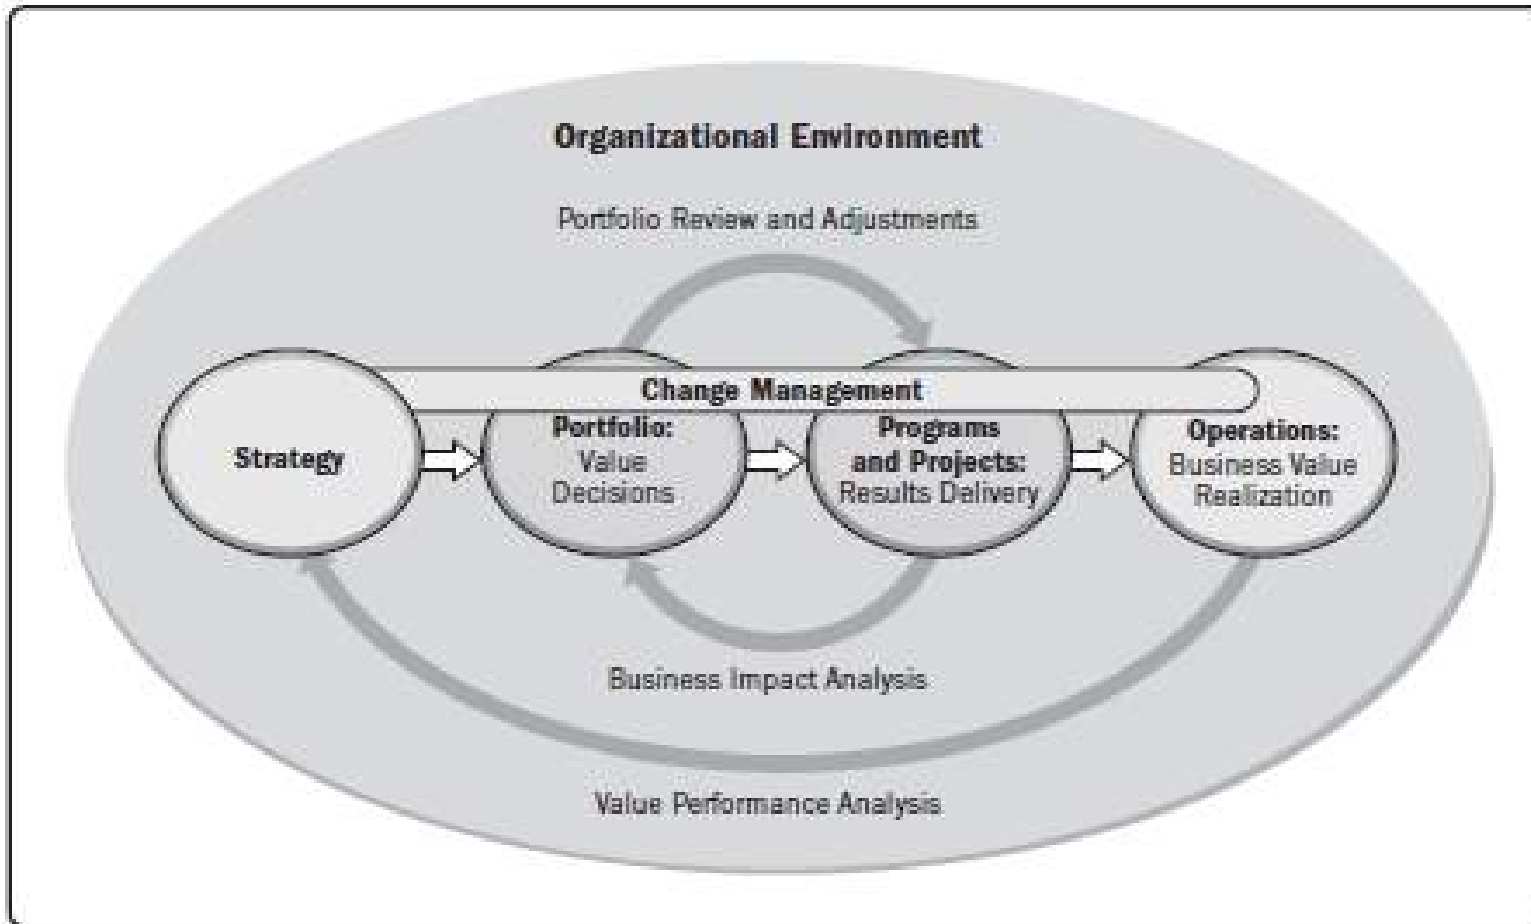 Organizational Environment
Portfolio Review and Adjustments
Change Management
Strategy
Portfolio:
Value
Decisions
Programs
and Projects:
Results Delivery
Operations:
Business Value
Realization
Business Impact Analysis
Value Performance Analysis